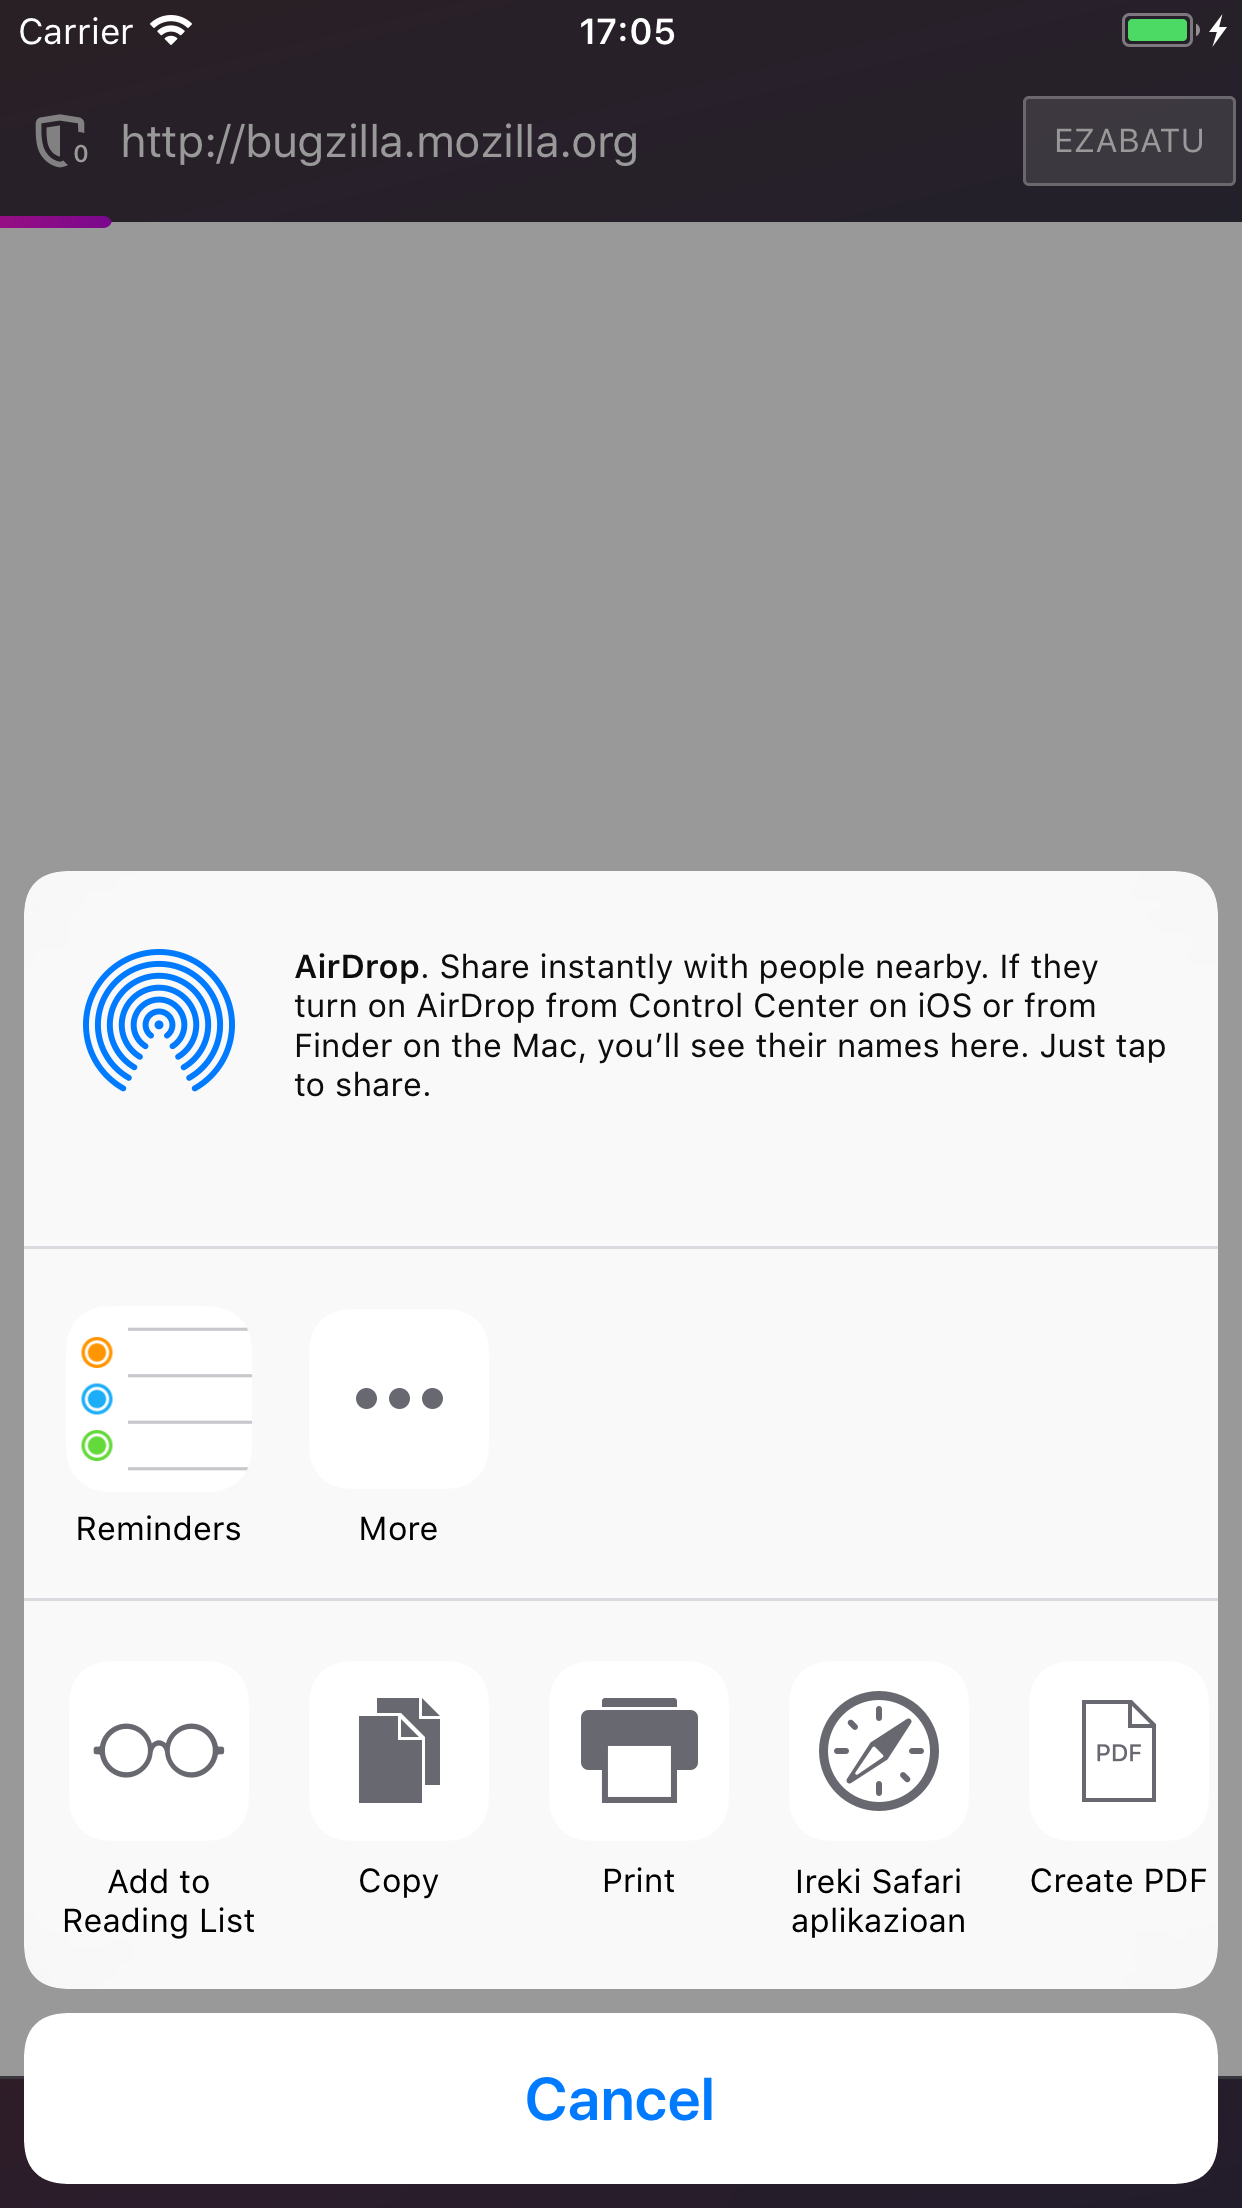 Carrier
17:05
0
http://bugzilla.mozilla.org
EZABATU
AirDrop. Share instantly with people nearby. If they
turn on AirDrop from Control Center on iOS or from
Finder on the Mac, you’ll see their names here. Just tap
to share.
Reminders
More
PDF
Add to
Reading List
Copy
Print
Ireki Safari
aplikazioan
Create PDF
Cancel